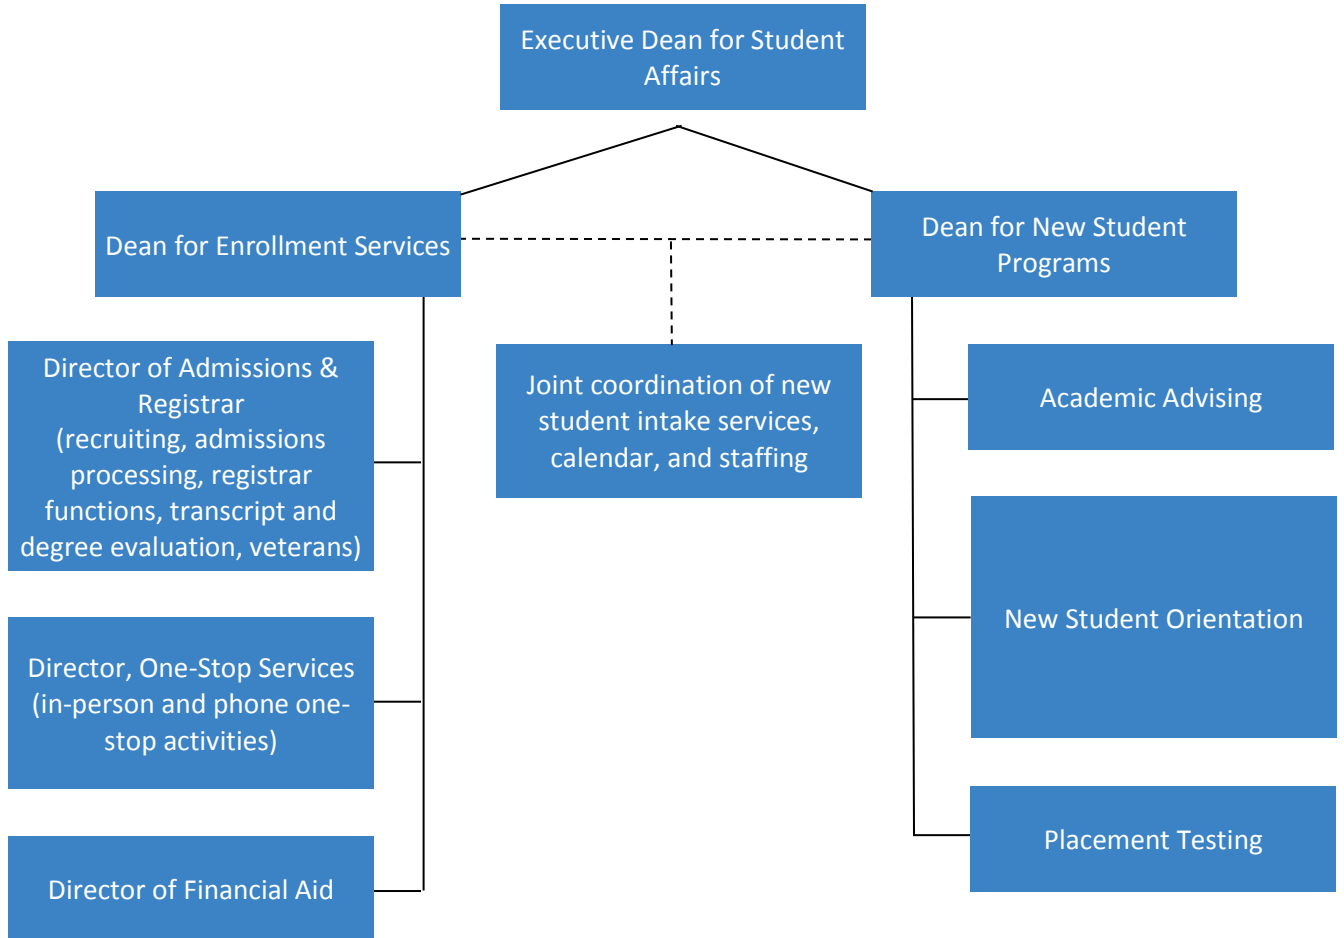 Executive Dean for Student
Affairs
Dean for Enrollment Services
Dean for New Student
Programs
Director of Admissions &
Registrar
(recruiting, admissions
processing, registrar
functions, transcript and
degree evaluation, veterans)
Joint coordination of new
student intake services,
calendar, and staffing
Academic Advising
New Student Orientation
Director, One-Stop Services
(in-person and phone one-
stop activities)
Placement Testing
Director of Financial Aid